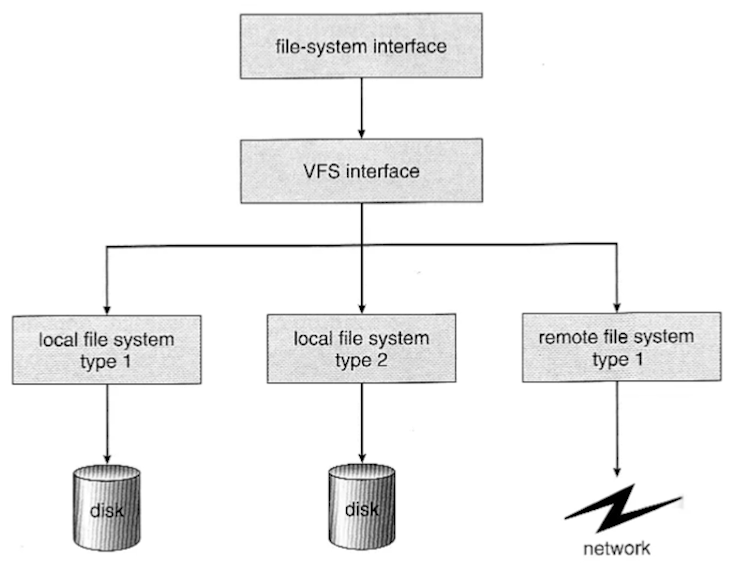 file-system interface
VFS interface
local file system
type 1
local file system
type 2
remote file system
type 1
disk
disk
network